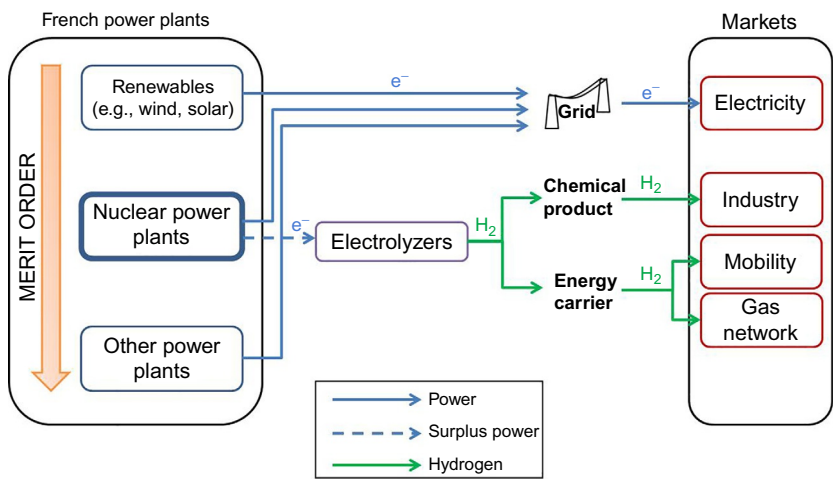 French power plants
Markets
MERIT ORDER
Renewables
(e.g., wind, solar)
e⁻
Grid
e⁻
Electricity
Nuclear power
plants
e⁻
Electrolyzers
H₂
Chemical
product
H₂
Industry
Energy
carrier
H₂
Mobility
Gas
network
Other power
plants
Power
Surplus power
Hydrogen